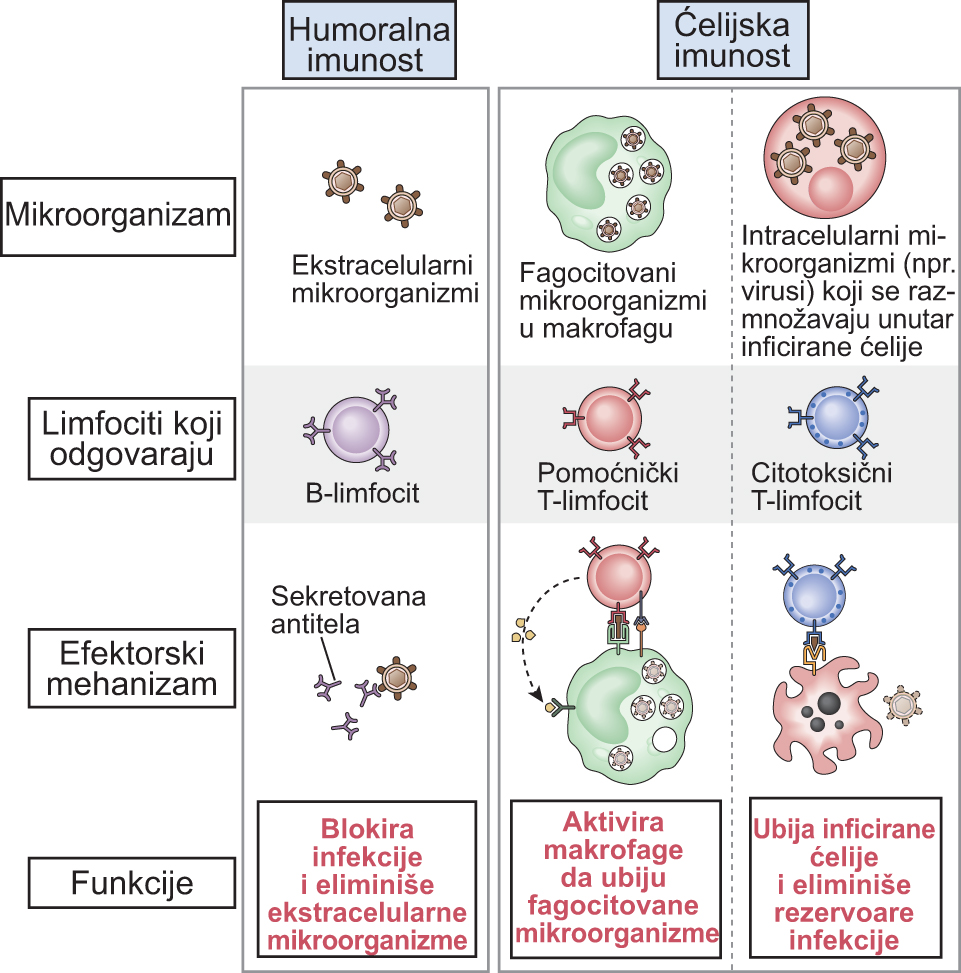 Humoralna
imunost
Ćelijska
imunost
Mikroorganizam
Ekstracelularni
mikroorganizmi
Fagocitovani
mikroorganizmi
u makrofagu
Intracelularni mi-
kroorganizmi (npr.
virusi) koji se raz-
množavaju unutar
inficirane ćelije
Limfociti koji
odgovaraju
B-limfocit
Pomoćnički
T-limfocit
Citotoksični
T-limfocit
Efektorski
mehanizam
Sekretovana
antitela
Funkcije
Blokira
infekcije
i eliminiše
ekstracelularne
mikroorganizme
Aktivira
makrofage
da ubiju
fagocitovane
mikroorganizme
Ubija inficirane
ćelije
i eliminiše
rezervoare
infekcije